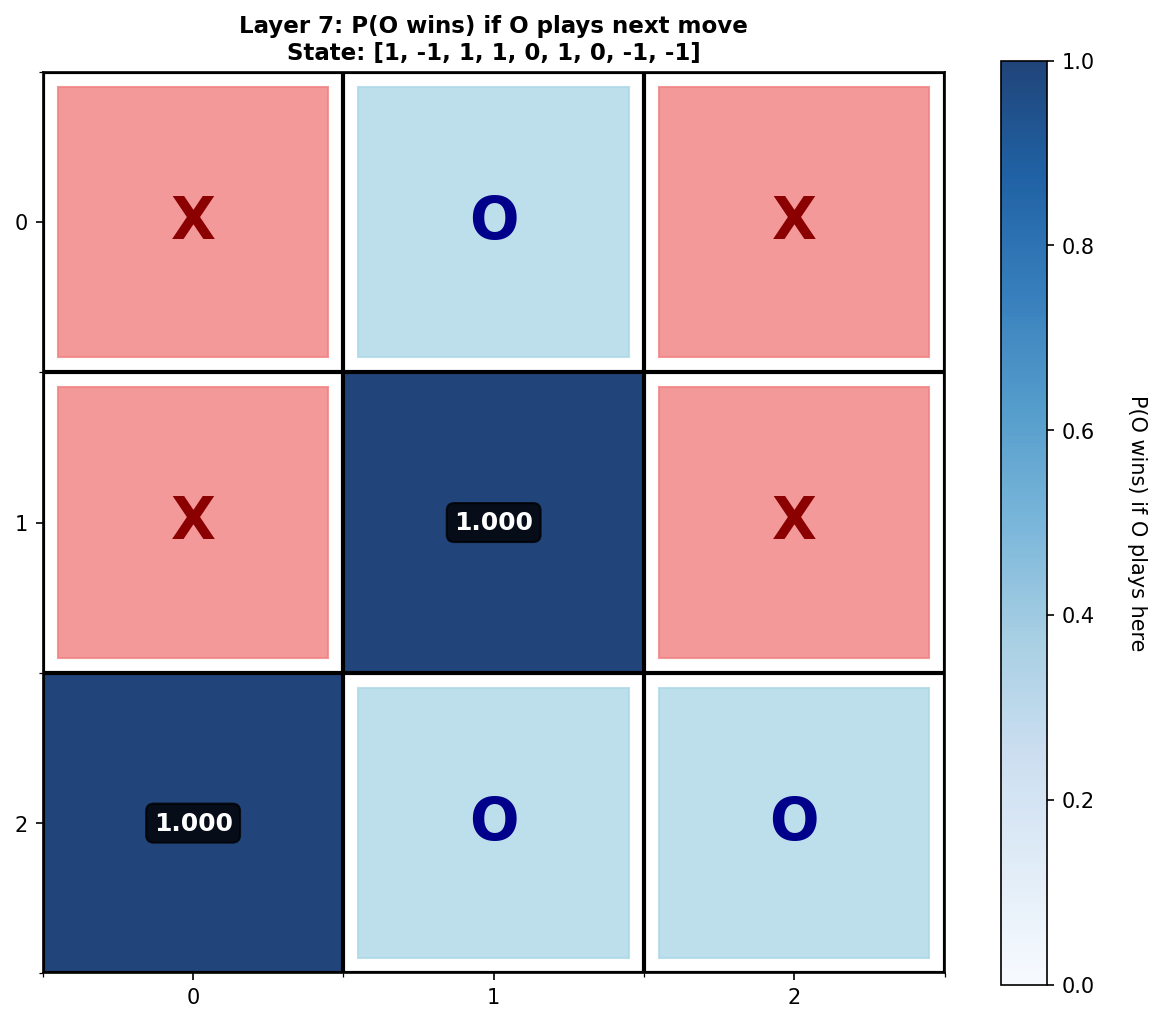 Layer 7: P(O wins) if O plays next move
State: [1, -1, 1, 1, 0, 1, 0, -1, -1]
0
X
O
X
1
X
1.000
X
2
1.000
O
O
0
1
2
1.0
0.8
0.6
0.4
0.2
0.0
P(O wins) if O plays here